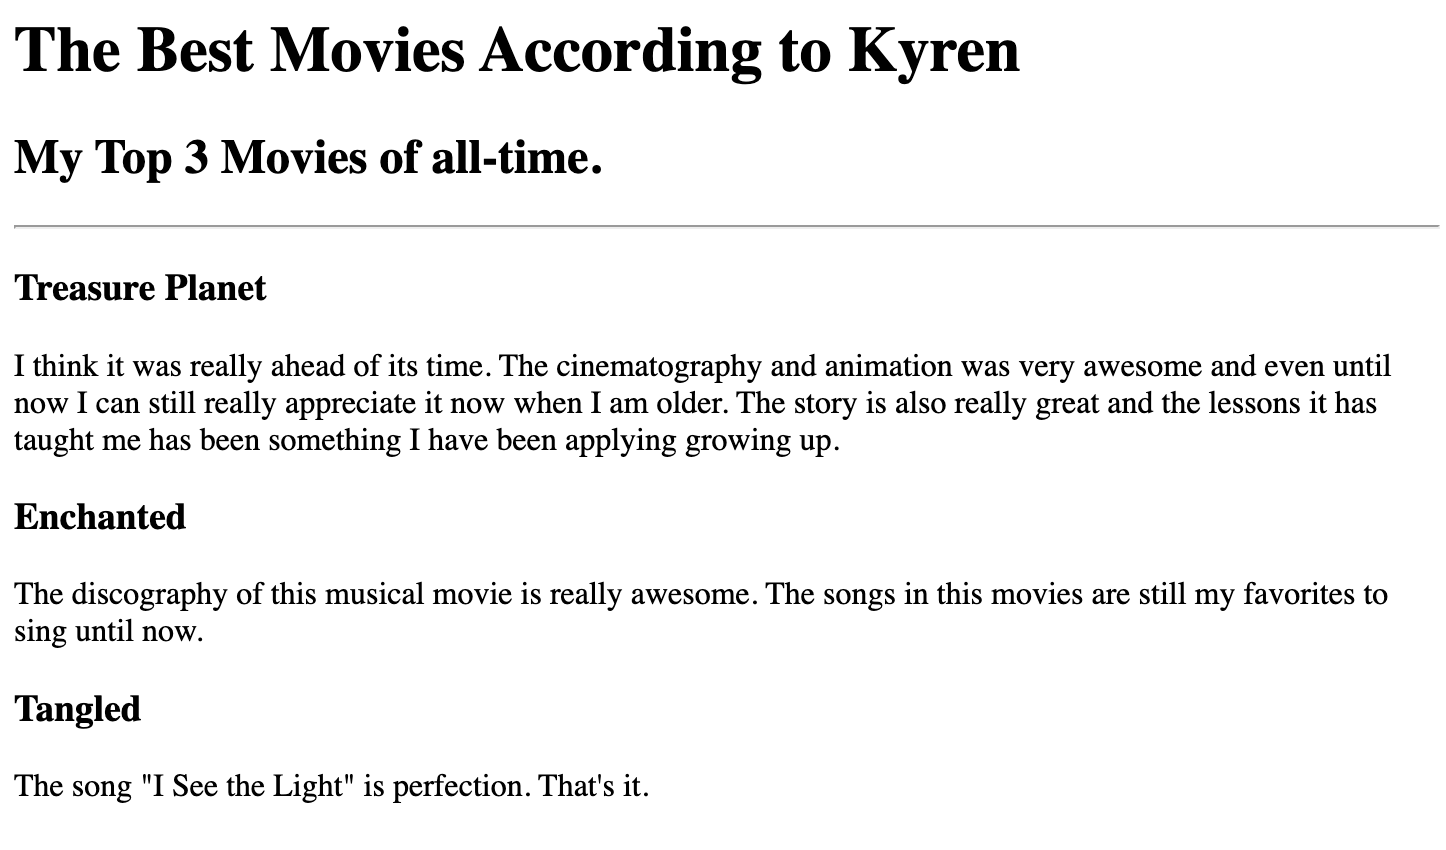 The Best Movies According to Kyren
My Top 3 Movies of all-time.
Treasure Planet
I think it was really ahead of its time. The cinematography and animation was very awesome and even until
now I can still really appreciate it now when I am older. The story is also really great and the lessons it has
taught me has been something I have been applying growing up.
Enchanted
The discography of this musical movie is really awesome. The songs in this movies are still my favorites to
sing until now.
Tangled
The song "I See the Light" is perfection. That's it.